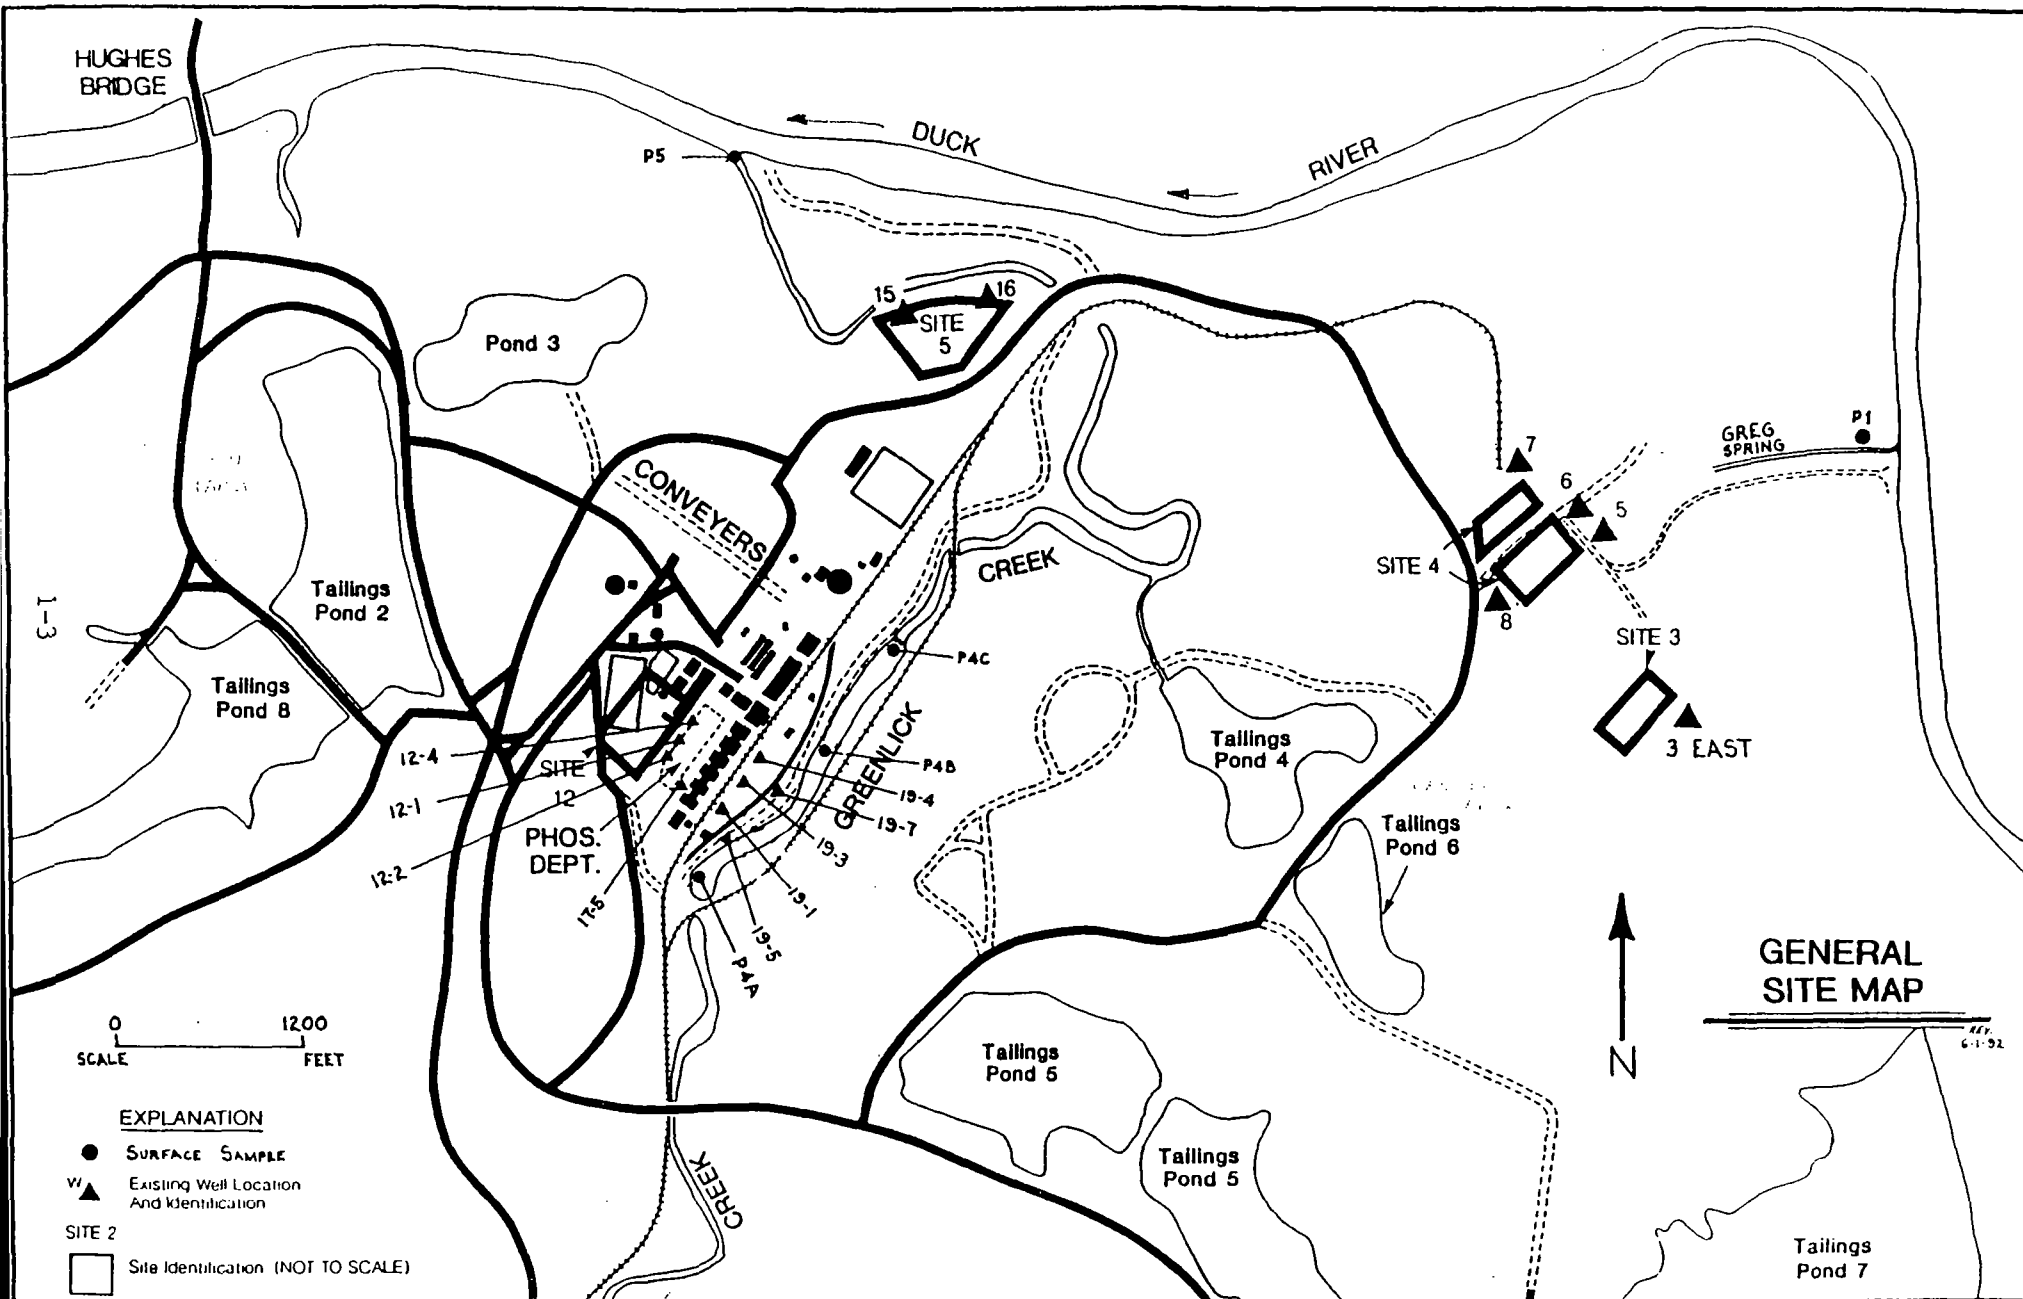 HUGHES
BRIDGE
DUCK
RIVER
P5
15
16
SITE
5
Pond 3
P1
GREG
SPRING
7
6
5
CONVEYERS
SITE 4
CREEK
8
Tailings
Pond 2
1-3
SITE 3
P4C
Tailings
Pond 8
3 EAST
Tailings
Pond 4
12-4
SITE
12
P4B
GREENLICK
19-4
12-1
19-7
PHOS.
DEPT.
19-3
Tailings
Pond 6
12-2
17-5
19-1
19-5
P4A
GENERAL
SITE MAP
REV.
6-1-92
N
0
1200
SCALE
FEET
Tailings
Pond 5
EXPLANATION
SURFACE SAMPLE
W
Existing Well Location
And Identification
SITE 2
Site Identification (NOT TO SCALE)
CREEK
Tailings
Pond 5
Tailings
Pond 7